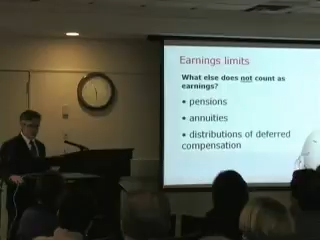 Earnings limits
What else does not count as
earnings?
• pensions
• annuities
• distributions of deferred
compensation